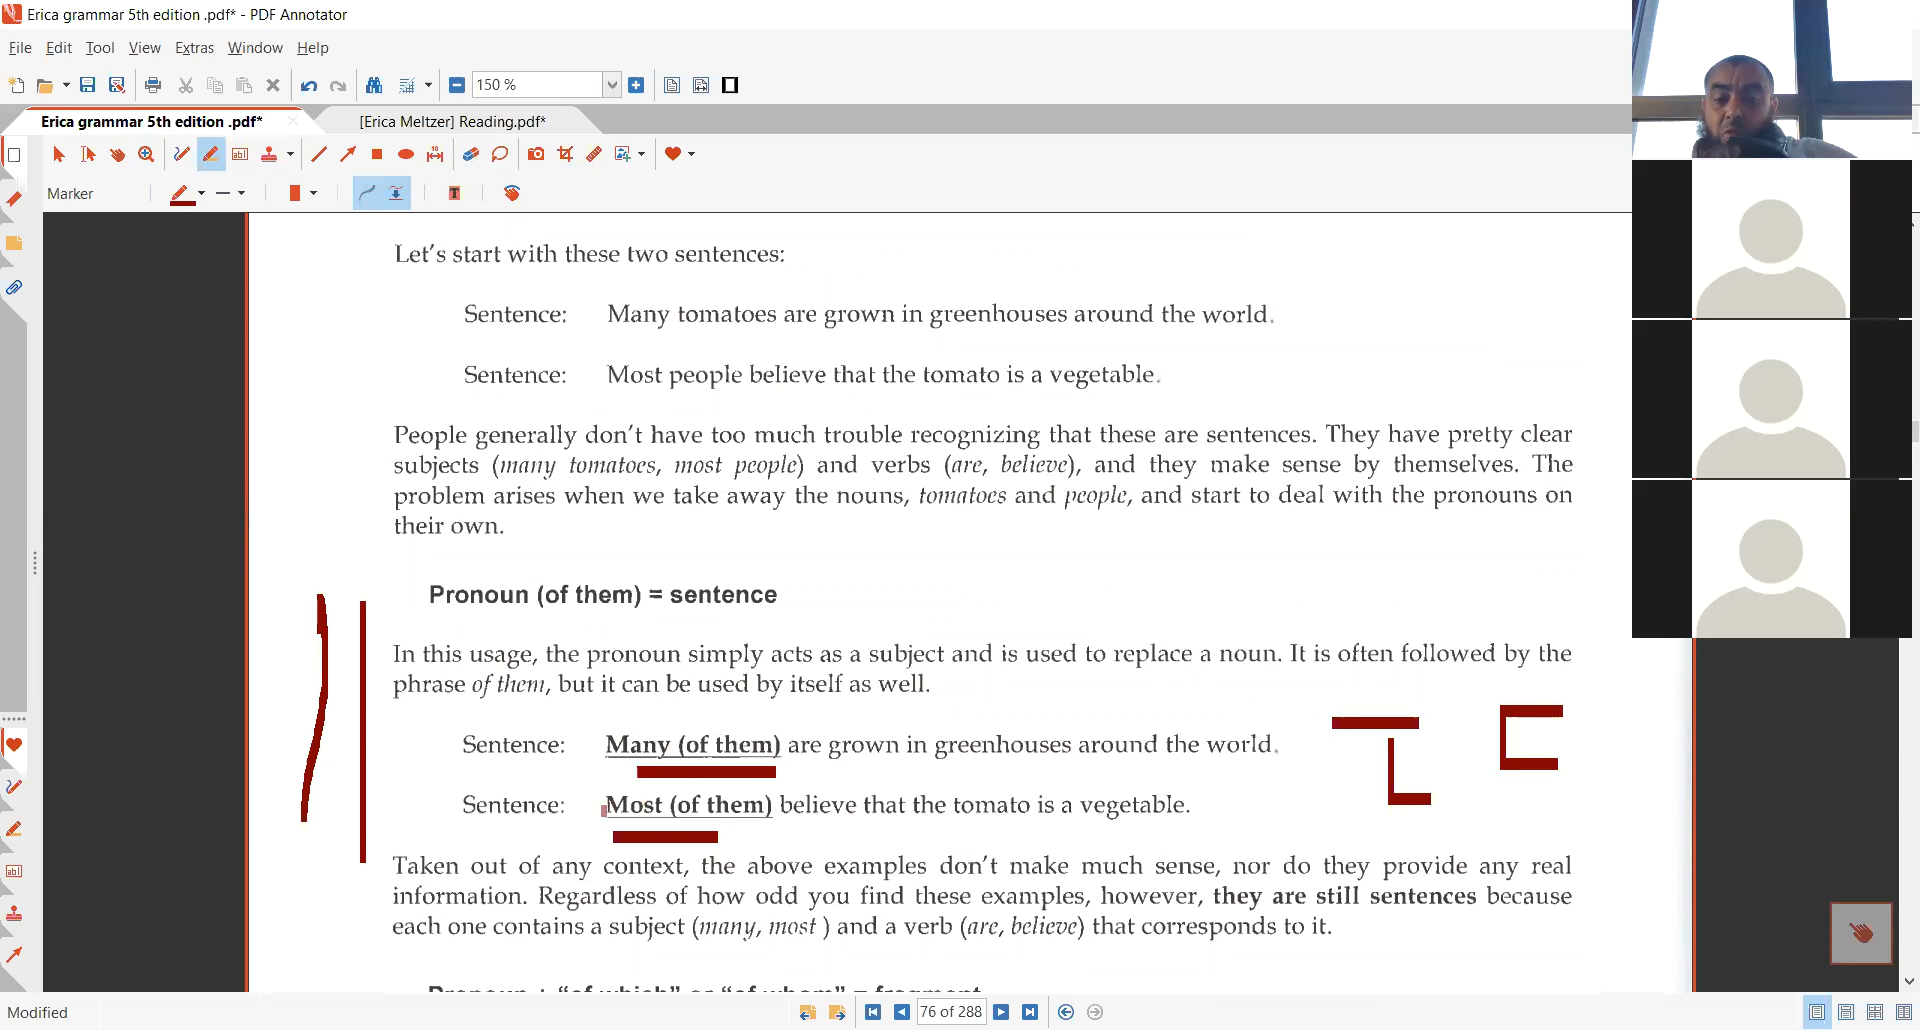 Erica grammar 5th edition .pdf* - PDF Annotator
File Edit Tool View Extras Window Help
150 %
Erica grammar 5th edition .pdf*
[Erica Meltzer] Reading.pdf*
Marker
Let's start with these two sentences:
Sentence: Many tomatoes are grown in greenhouses around the world.
Sentence: Most people believe that the tomato is a vegetable.
People generally don't have too much trouble recognizing that these are sentences. They have pretty clear
subjects (many tomatoes, most people) and verbs (are, believe), and they make sense by themselves. The
problem arises when we take away the nouns, tomatoes and people, and start to deal with the pronouns on
their own.
Pronoun (of them) = sentence
In this usage, the pronoun simply acts as a subject and is used to replace a noun. It is often followed by the
phrase of them, but it can be used by itself as well.
Sentence: Many (of them) are grown in greenhouses around the world.
Sentence: Most (of them) believe that the tomato is a vegetable.
Taken out of any context, the above examples don't make much sense, nor do they provide any real
information. Regardless of how odd you find these examples, however, they are still sentences because
each one contains a subject (many, most ) and a verb (are, believe) that corresponds to it.
Pronoun + "of which" or "of whom" = fragment
Modified
76 of 288